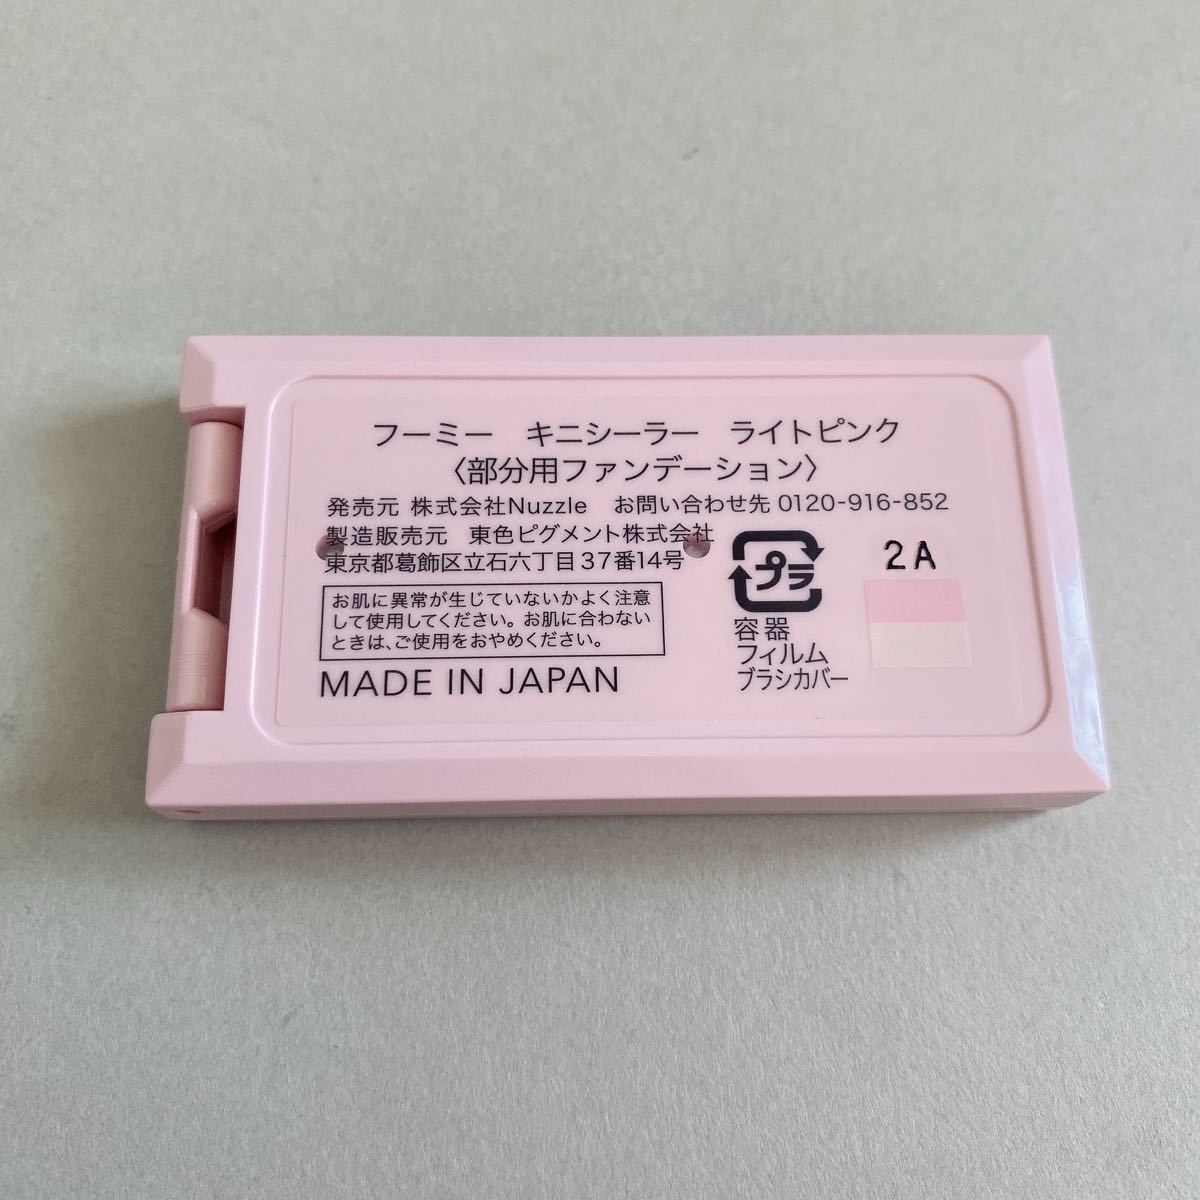 フーミー キニシーラー ライトピンク
〈部分用ファンデーション〉
発売元 株式会社Nuzzle お問い合わせ先 0120-916-852
製造販売元 東色ピグメント株式会社
東京都葛飾区立石六丁目37番14号
お肌に異常が生じていないかよく注意
して使用してください。お肌に合わない
ときは、ご使用をおやめください。
MADE IN JAPAN
プラ
容器
フィルム
ブラシカバー
2A